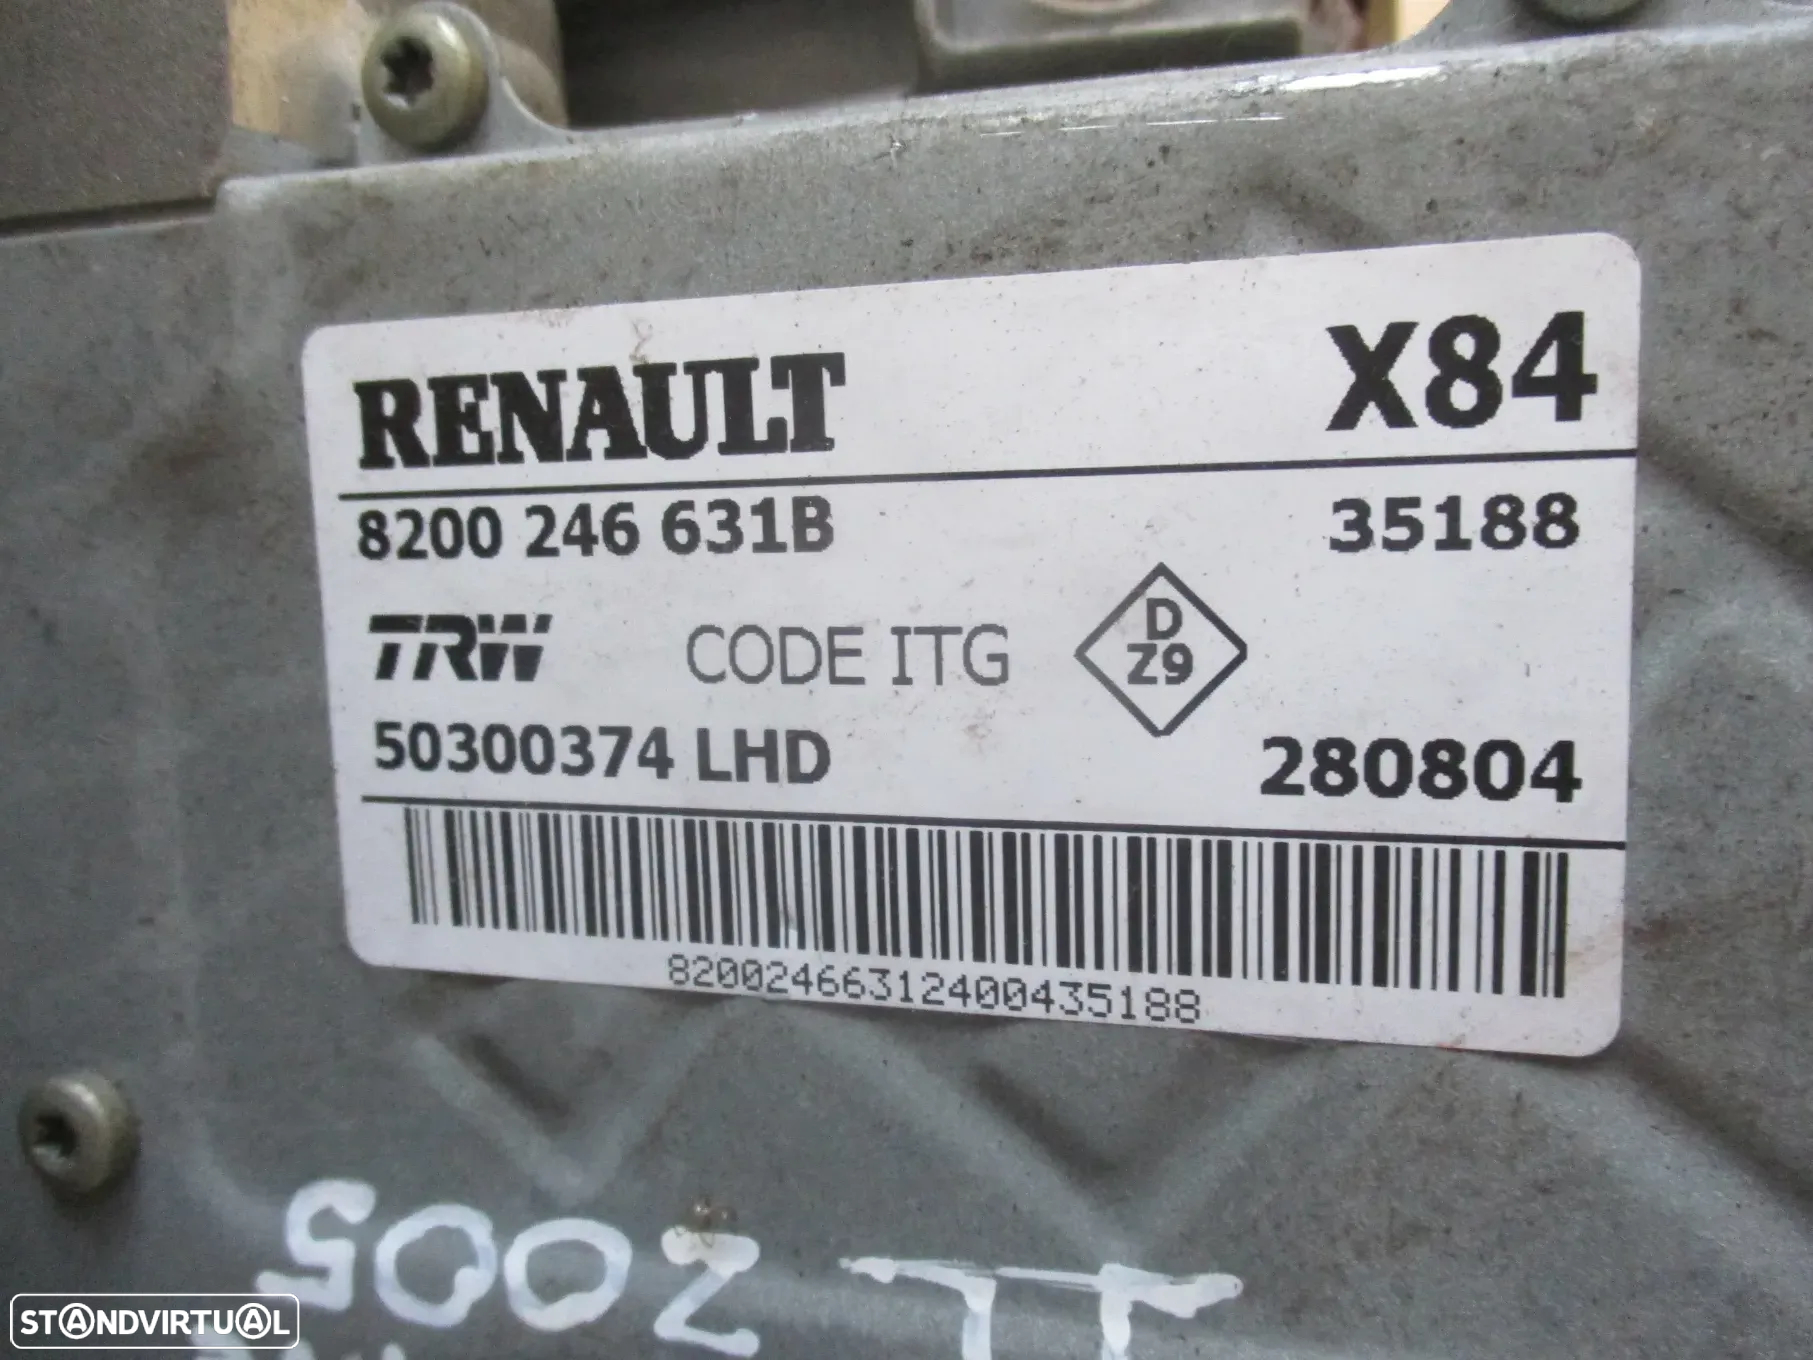 RENAULT X84
8200 246 631B 35188
TRW CODE ITG D Z9
50300374 LHD 280804
82002466312400435188
2005
STANDVIRTUAL